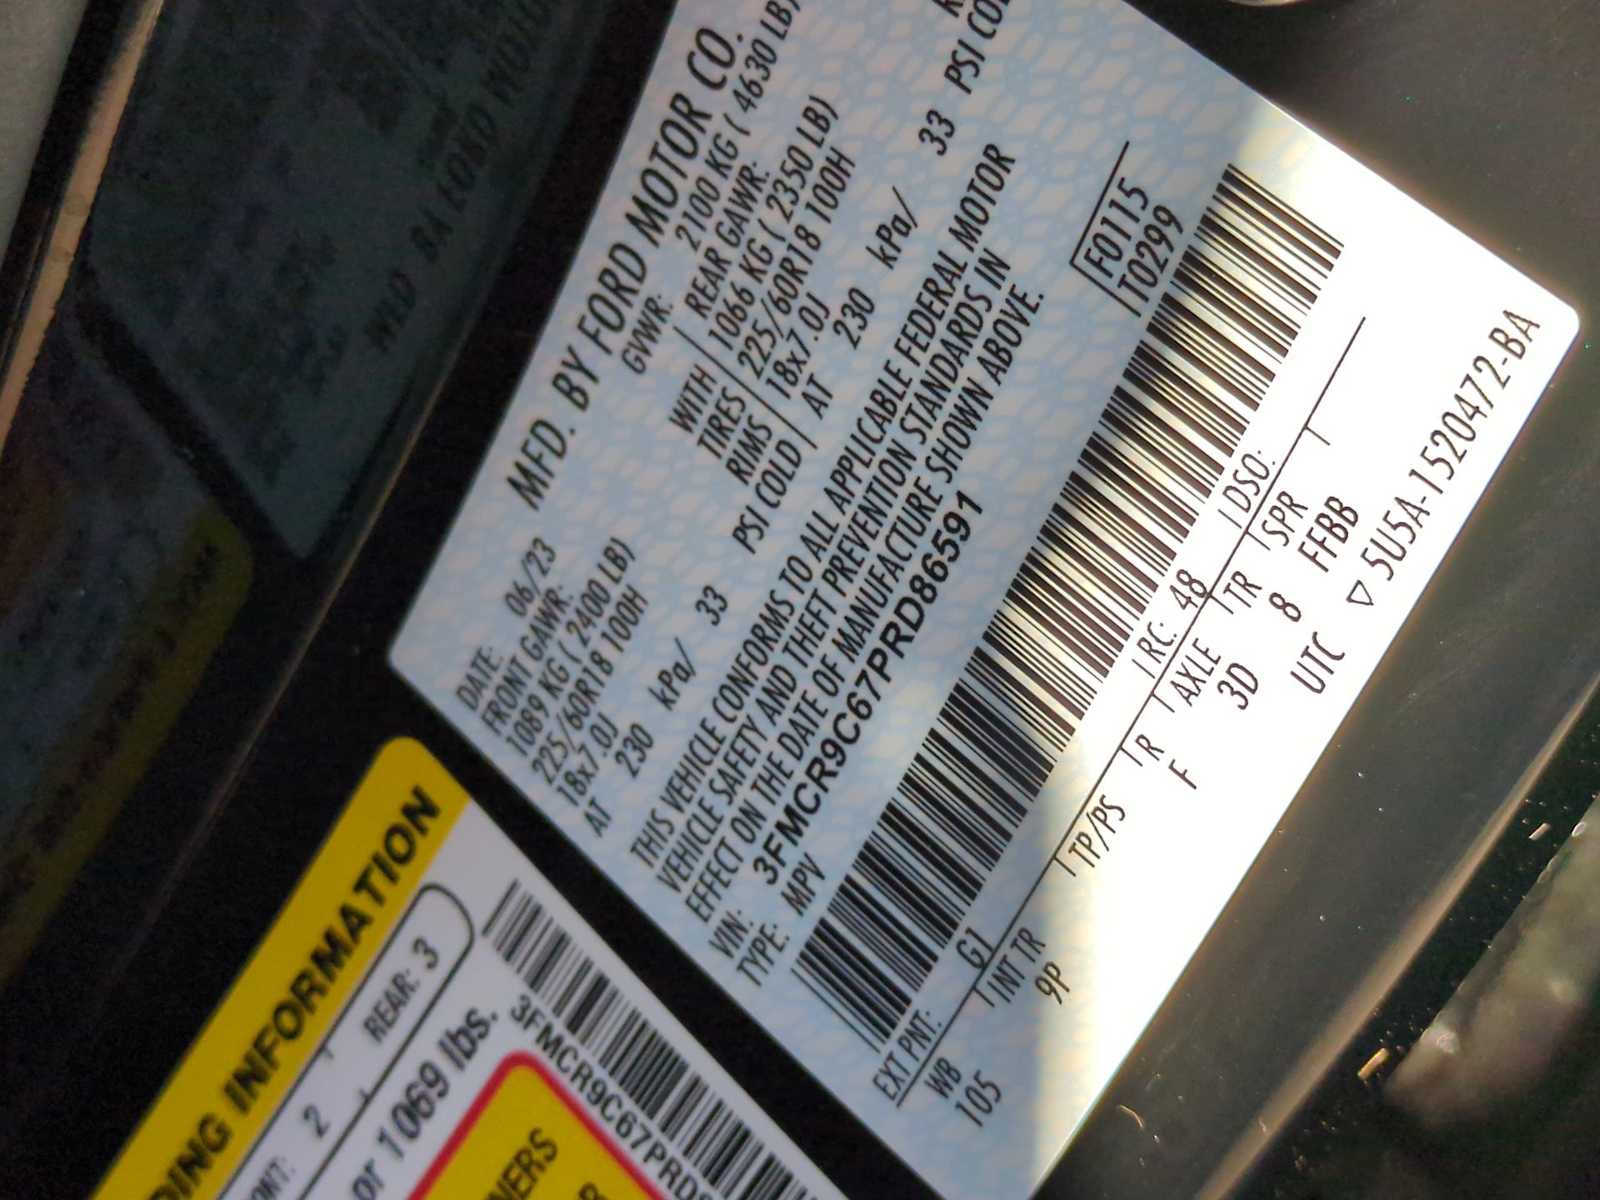 MFD. BY FORD MOTOR CO.
DATE: 06/23 GVWR: 2100 KG ( 4630 LB)
FRONT GAWR: WITH REAR GAWR:
1089 KG ( 2400 LB) TIRES 1066 KG ( 2350 LB)
225/60R18 100H RIMS 225/60R18 100H
18x7.0J PSI COLD 18x7.0J
AT 230 kPa/ 33 AT 230 kPa/ 33 PSI
THIS VEHICLE CONFORMS TO ALL APPLICABLE FEDERAL MOTOR
VEHICLE SAFETY AND THEFT PREVENTION STANDARDS IN
EFFECT ON THE DATE OF MANUFACTURE SHOWN ABOVE.
VIN: 3FMCR9C67PRD86591 F0115
TYPE: MPV T0299
EXT PNT: G1 RC: 48 DSO:
WB INT TR TP/PS R AXLE TR SPR
105 9P F 3D 8 FFBB
UTC ▽ 5U5A-1520472-BA
INFORMATION
2 REAR: 3
or 1069 lbs.
3FMCR9C67PRD